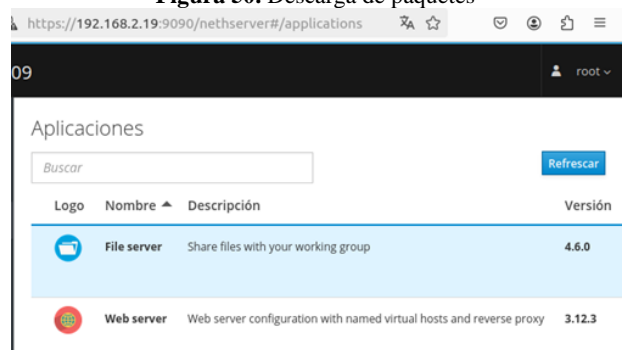 Figura 30. Descarga de paquetes
https://192.168.2.19:9090/nethserver#/applications
09
root
Aplicaciones
Buscar
Refrescar
Logo Nombre Descripción Versión
File server Share files with your working group 4.6.0
Web server Web server configuration with named virtual hosts and reverse proxy 3.12.3